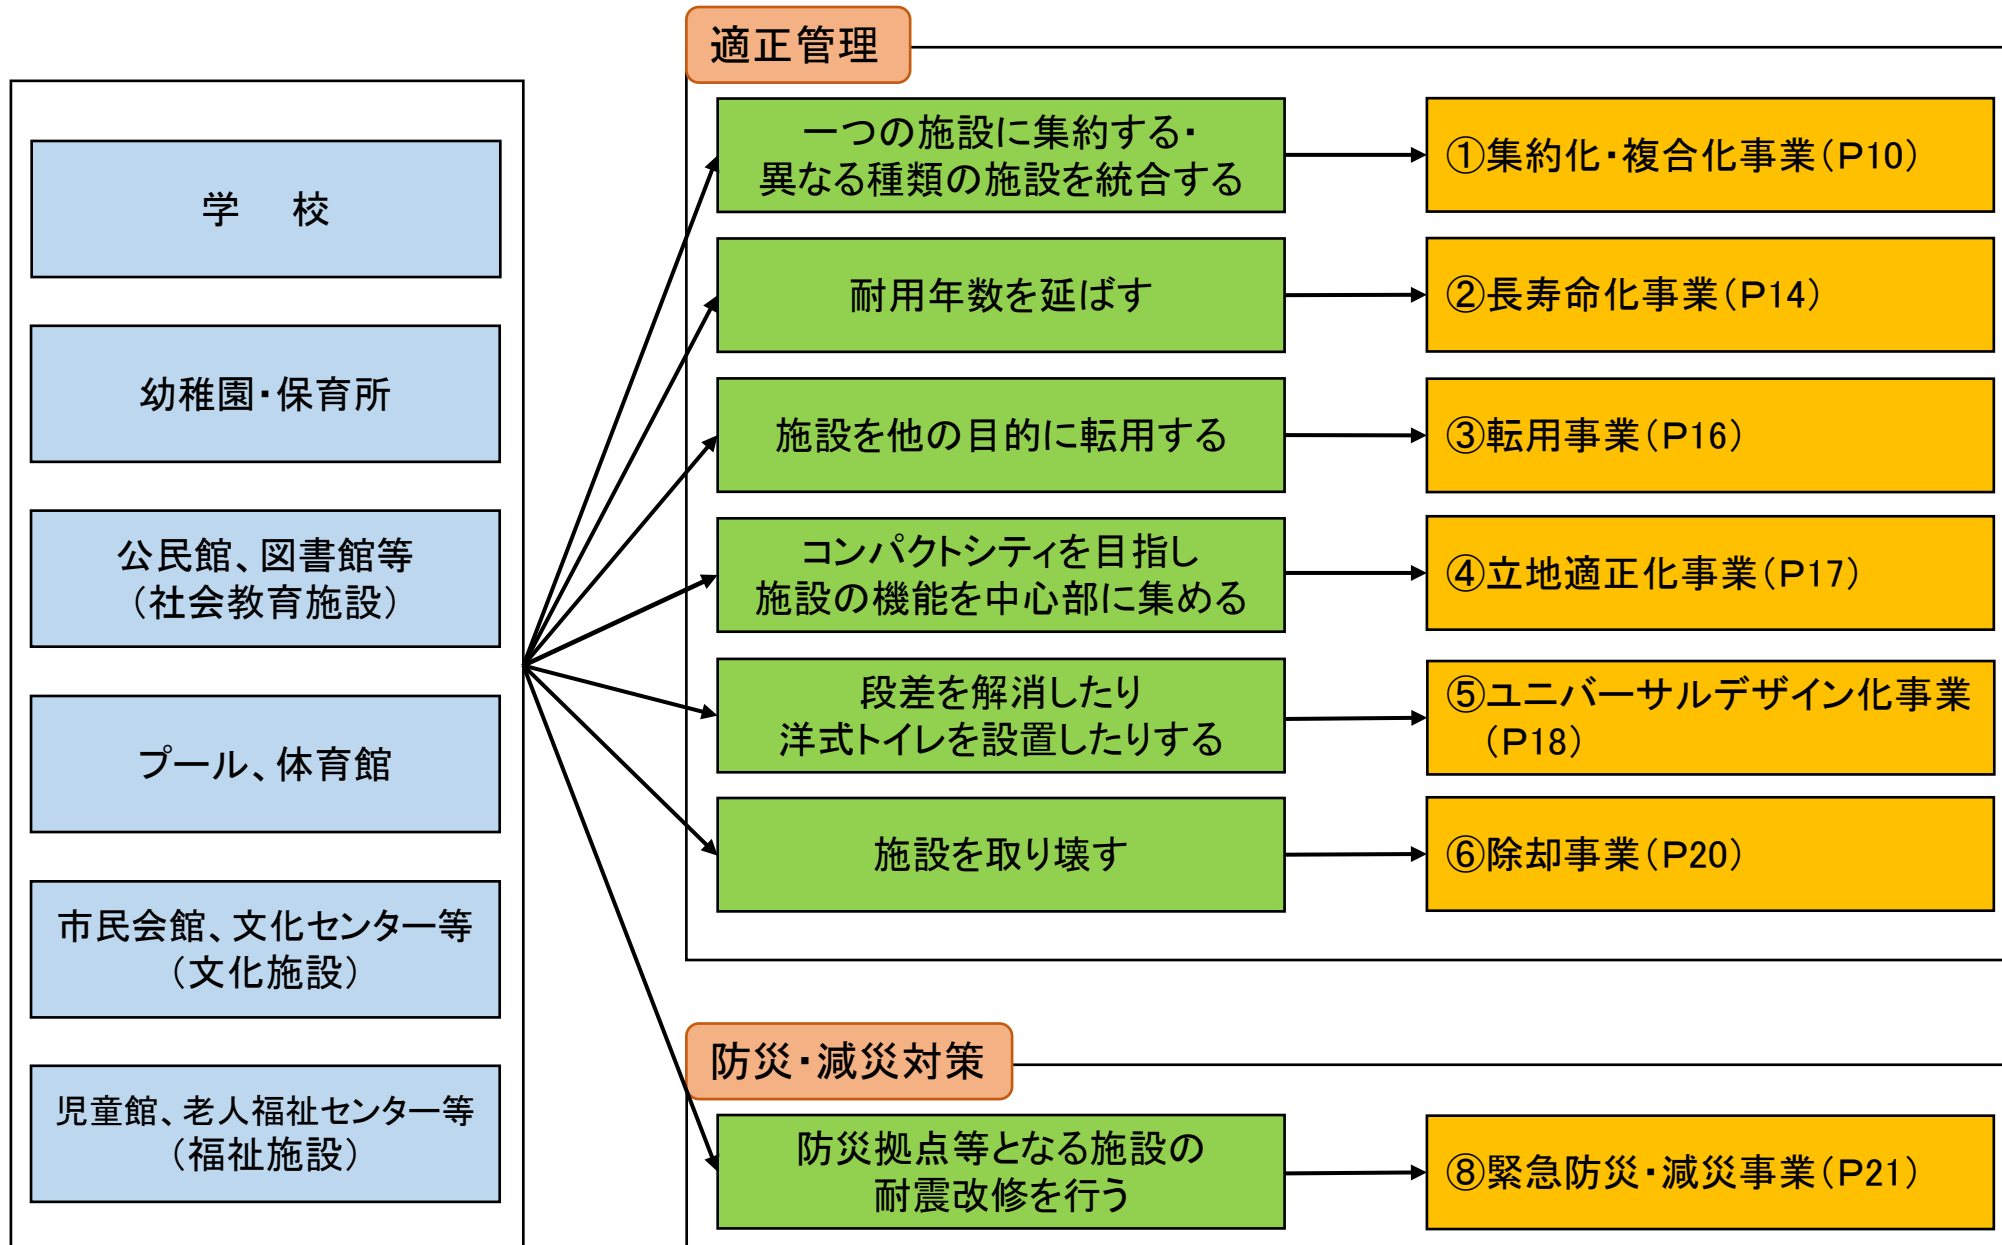 学　校
幼稚園・保育所
公民館、図書館等
（社会教育施設）
プール、体育館
市民会館、文化センター等
（文化施設）
児童館、老人福祉センター等
（福祉施設）
適正管理
一つの施設に集約する・
異なる種類の施設を統合する
①集約化・複合化事業（P10）
耐用年数を延ばす
②長寿命化事業（P14）
施設を他の目的に転用する
③転用事業（P16）
コンパクトシティを目指し
施設の機能を中心部に集める
④立地適正化事業（P17）
段差を解消したり
洋式トイレを設置したりする
⑤ユニバーサルデザイン化事業
（P18）
施設を取り壊す
⑥除却事業（P20）
防災・減災対策
防災拠点等となる施設の
耐震改修を行う
⑧緊急防災・減災事業（P21）